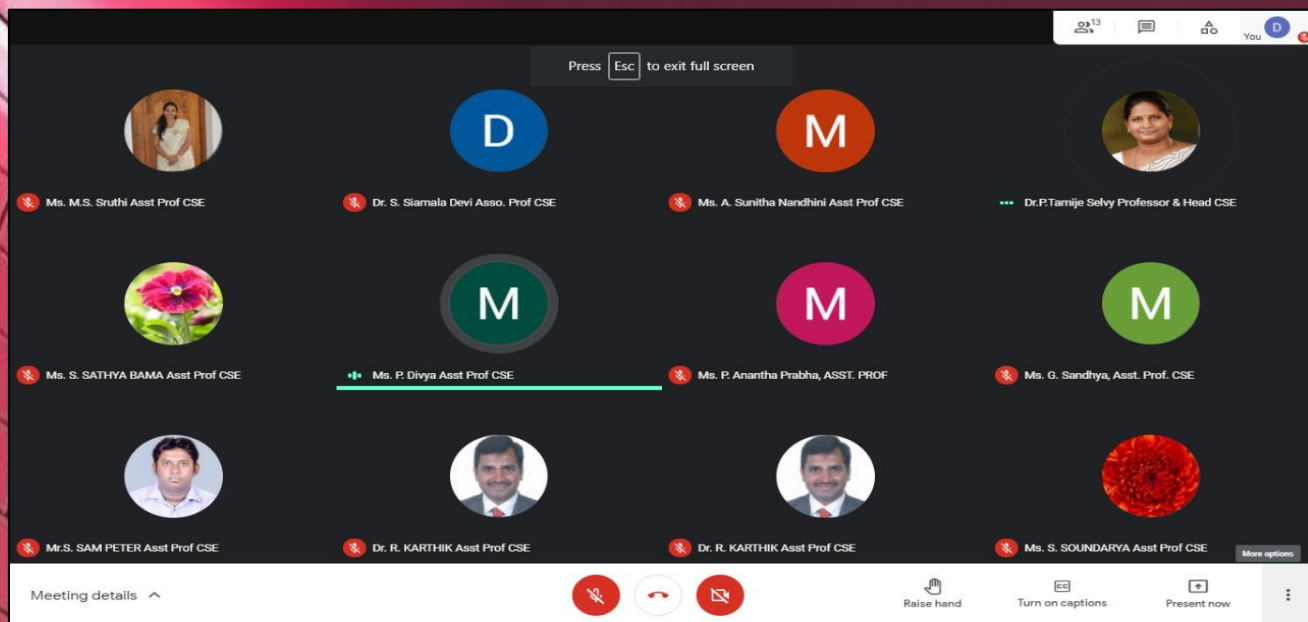 13
You D
Press Esc to exit full screen
D M
Ms. M.S. Sruthi Asst Prof CSE Dr. S. Siamala Devi Asso. Prof CSE Ms. A. Sunitha Nandhini Asst Prof CSE Dr.P.Tamije Selvy Professor & Head CSE
M M M
Ms. S. SATHYA BAMA Asst Prof CSE Ms. P. Divya Asst Prof CSE Ms. P. Anantha Prabha, ASST. PROF Ms. G. Sandhya, Asst. Prof. CSE
Mr.S. SAM PETER Asst Prof CSE Dr. R. KARTHIK Asst Prof CSE Dr. R. KARTHIK Asst Prof CSE Ms. S. SOUNDARYA Asst Prof CSE
More options
Meeting details Raise hand CC Turn on captions Present now